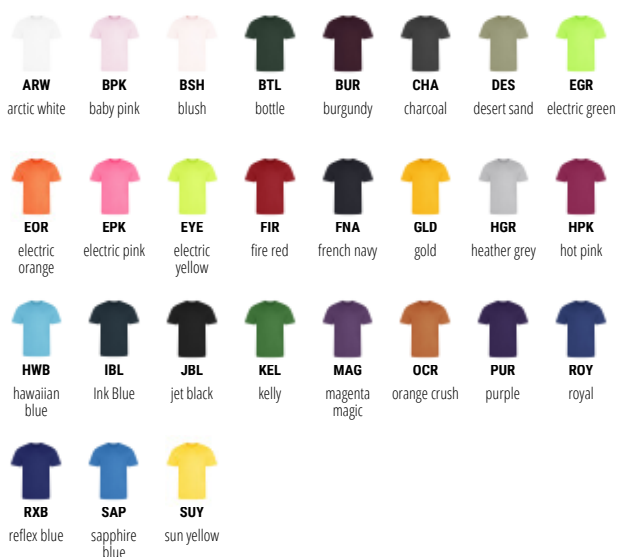 ARW BPK BSH BTL BUR CHA DES EGR
arctic white baby pink blush bottle burgundy charcoal desert sand electric green
EOR EPK EYE FIR FNA GLD HGR HPK
electric electric pink electric fire red french navy gold heather grey hot pink
orange yellow
HWB IBL JBL KEL MAG OCR PUR ROY
hawaiian Ink Blue jet black kelly magenta orange crush purple royal
blue magic
RXB SAP SUY
reflex blue sapphire sun yellow
blue